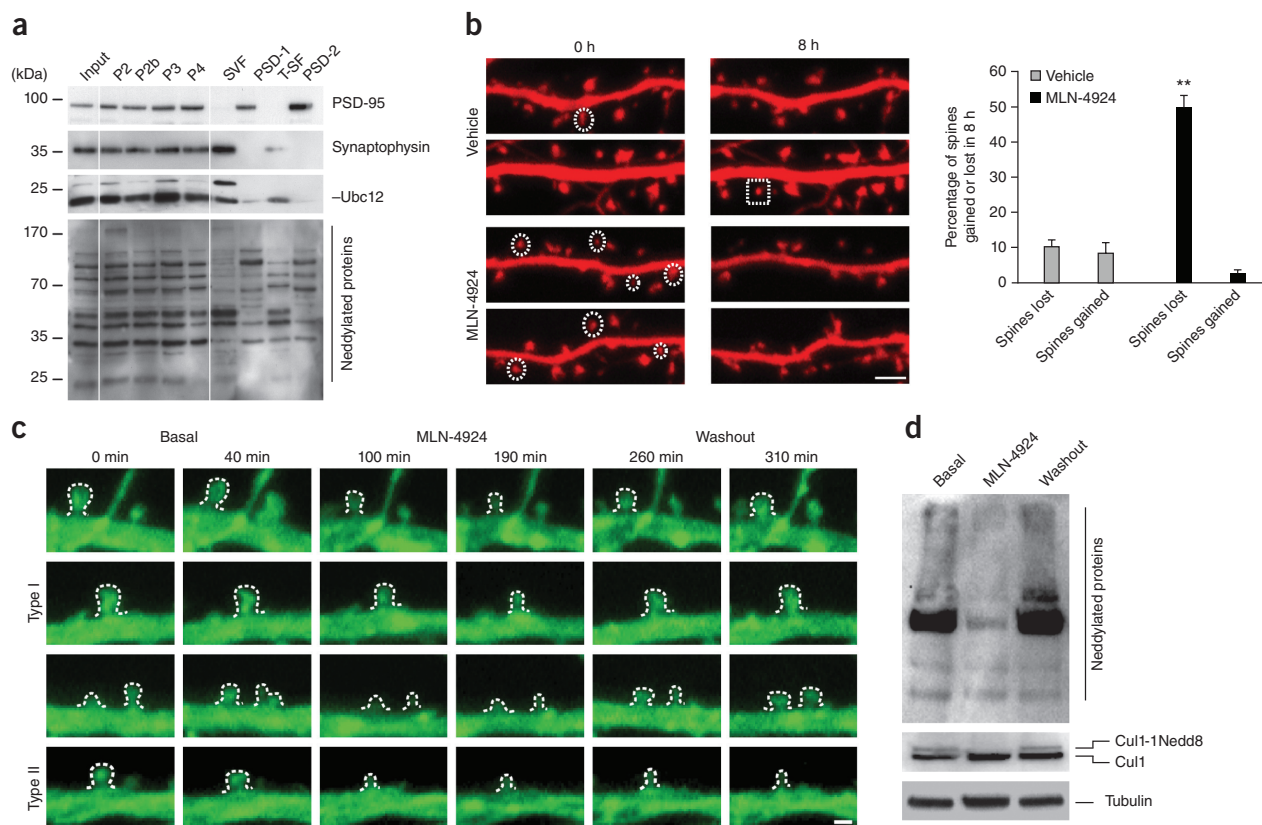 a
(kDa)
Input
P2
P2b
P3
P4
SVF
PSD-1
T-SF
PSD-2
100
PSD-95
35
Synaptophysin
25
–Ubc12
170
70
35
25
Neddylated proteins
b
0 h
8 h
Vehicle
MLN-4924
Percentage of spines
gained or lost in 8 h
60
50
40
30
20
10
0
Vehicle
MLN-4924
**
Spines lost
Spines gained
Spines lost
Spines gained
c
Basal
MLN-4924
Washout
0 min
40 min
100 min
190 min
260 min
310 min
Type I
Type II
d
Basal
MLN-4924
Washout
Neddylated proteins
Cul1-1Nedd8
Cul1
Tubulin